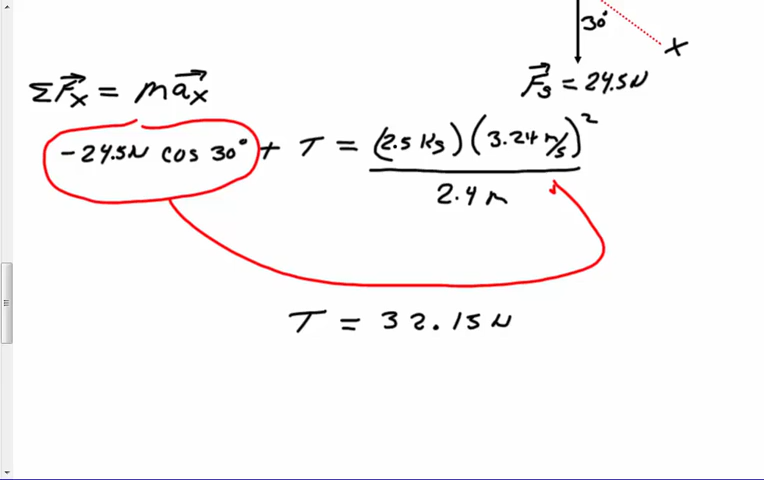 30°
X
F⃗g = 24.5N
ΣF⃗x = ma⃗x
-24.5N cos 30° + T = (2.5 Kg)(3.24 m/s)²
2.4 m
T = 32.15N